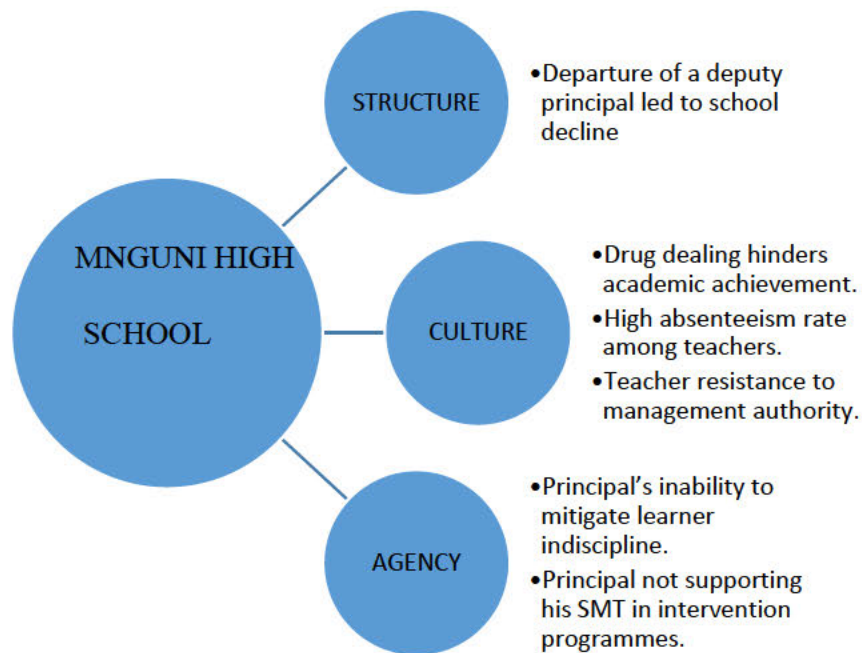 STRUCTURE
•Departure of a deputy
principal led to school
decline
MNGUNI HIGH
SCHOOL
CULTURE
•Drug dealing hinders
academic achievement.
•High absenteeism rate
among teachers.
•Teacher resistance to
management authority.
AGENCY
•Principal’s inability to
mitigate learner
indiscipline.
•Principal not supporting
his SMT in intervention
programmes.